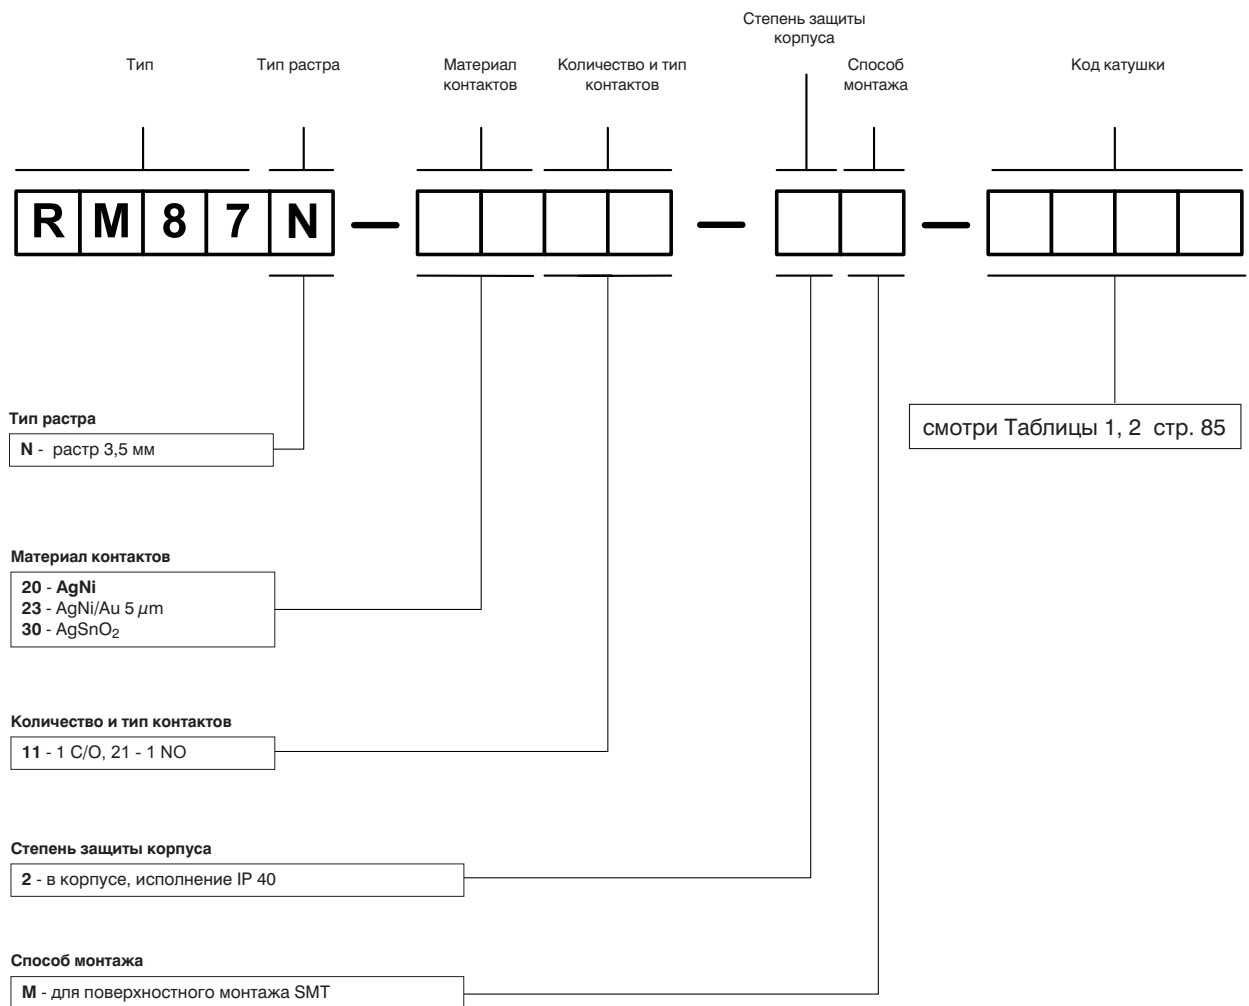 Степень защиты
корпуса
Тип
Тип растра
Материал
контактов
Количество и тип
контактов
Способ
монтажа
Код катушки
R M 8 7 N — — —
Тип растра
N - растр 3,5 мм
смотри Таблицы 1, 2 стр. 85
Материал контактов
20 - AgNi
23 - AgNi/Au 5 µm
30 - AgSnO₂
Количество и тип контактов
11 - 1 C/O, 21 - 1 NO
Степень защиты корпуса
2 - в корпусе, исполнение IP 40
Способ монтажа
M - для поверхностного монтажа SMT